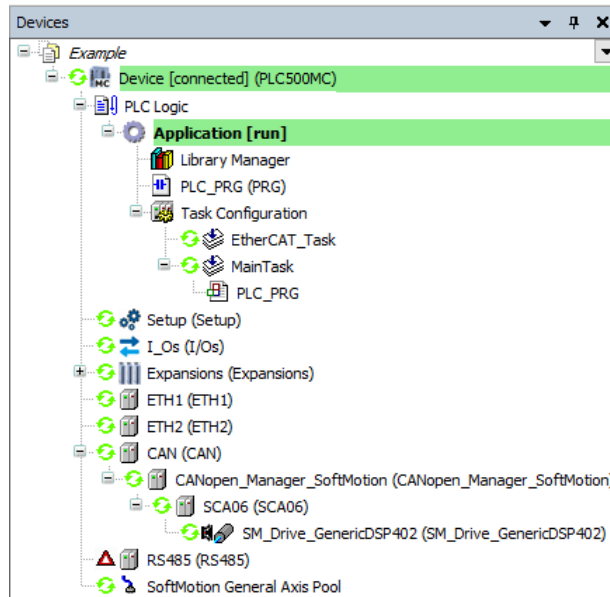 Devices
Example
Device [connected] (PLC500MC)
PLC Logic
Application [run]
Library Manager
PLC_PRG (PRG)
Task Configuration
EtherCAT_Task
MainTask
PLC_PRG
Setup (Setup)
I_Os (I/Os)
Expansions (Expansions)
ETH1 (ETH1)
ETH2 (ETH2)
CAN (CAN)
CANopen_Manager_SoftMotion (CANopen_Manager_SoftMotion)
SCA06 (SCA06)
SM_Drive_GenericDSP402 (SM_Drive_GenericDSP402)
RS485 (RS485)
SoftMotion General Axis Pool